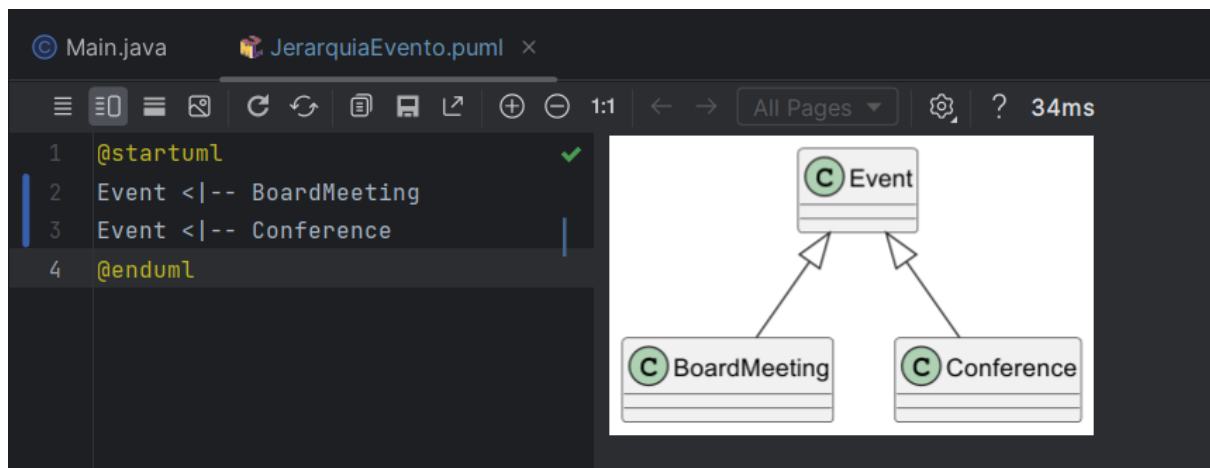 Main.java JerarquiaEvento.puml ×
1:1 All Pages ? 34ms
1 @startuml
2 Event <|-- BoardMeeting
3 Event <|-- Conference
4 @enduml
C Event
C BoardMeeting C Conference